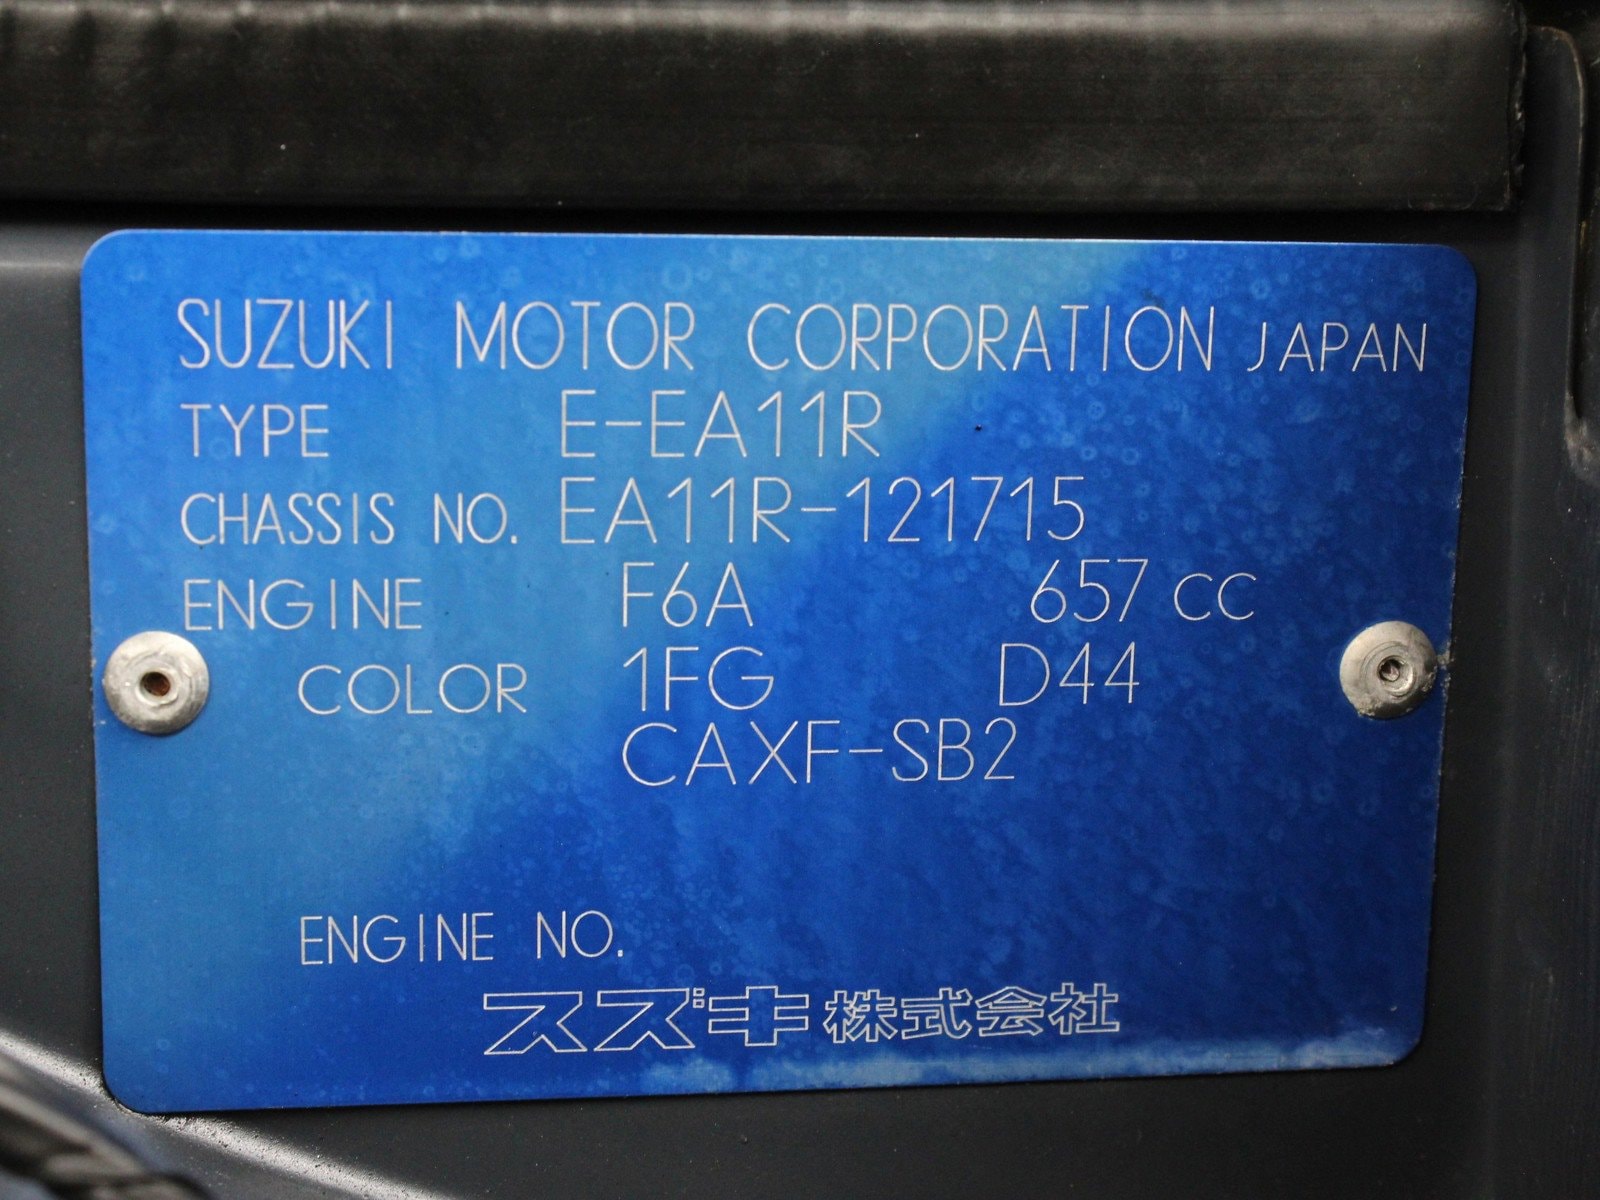 SUZUKI MOTOR CORPORATION JAPAN
TYPE E-EA11R
CHASSIS NO. EA11R-121715
ENGINE F6A 657 CC
COLOR 1FG D44
CAXF-SB2
ENGINE NO.
スズキ株式会社